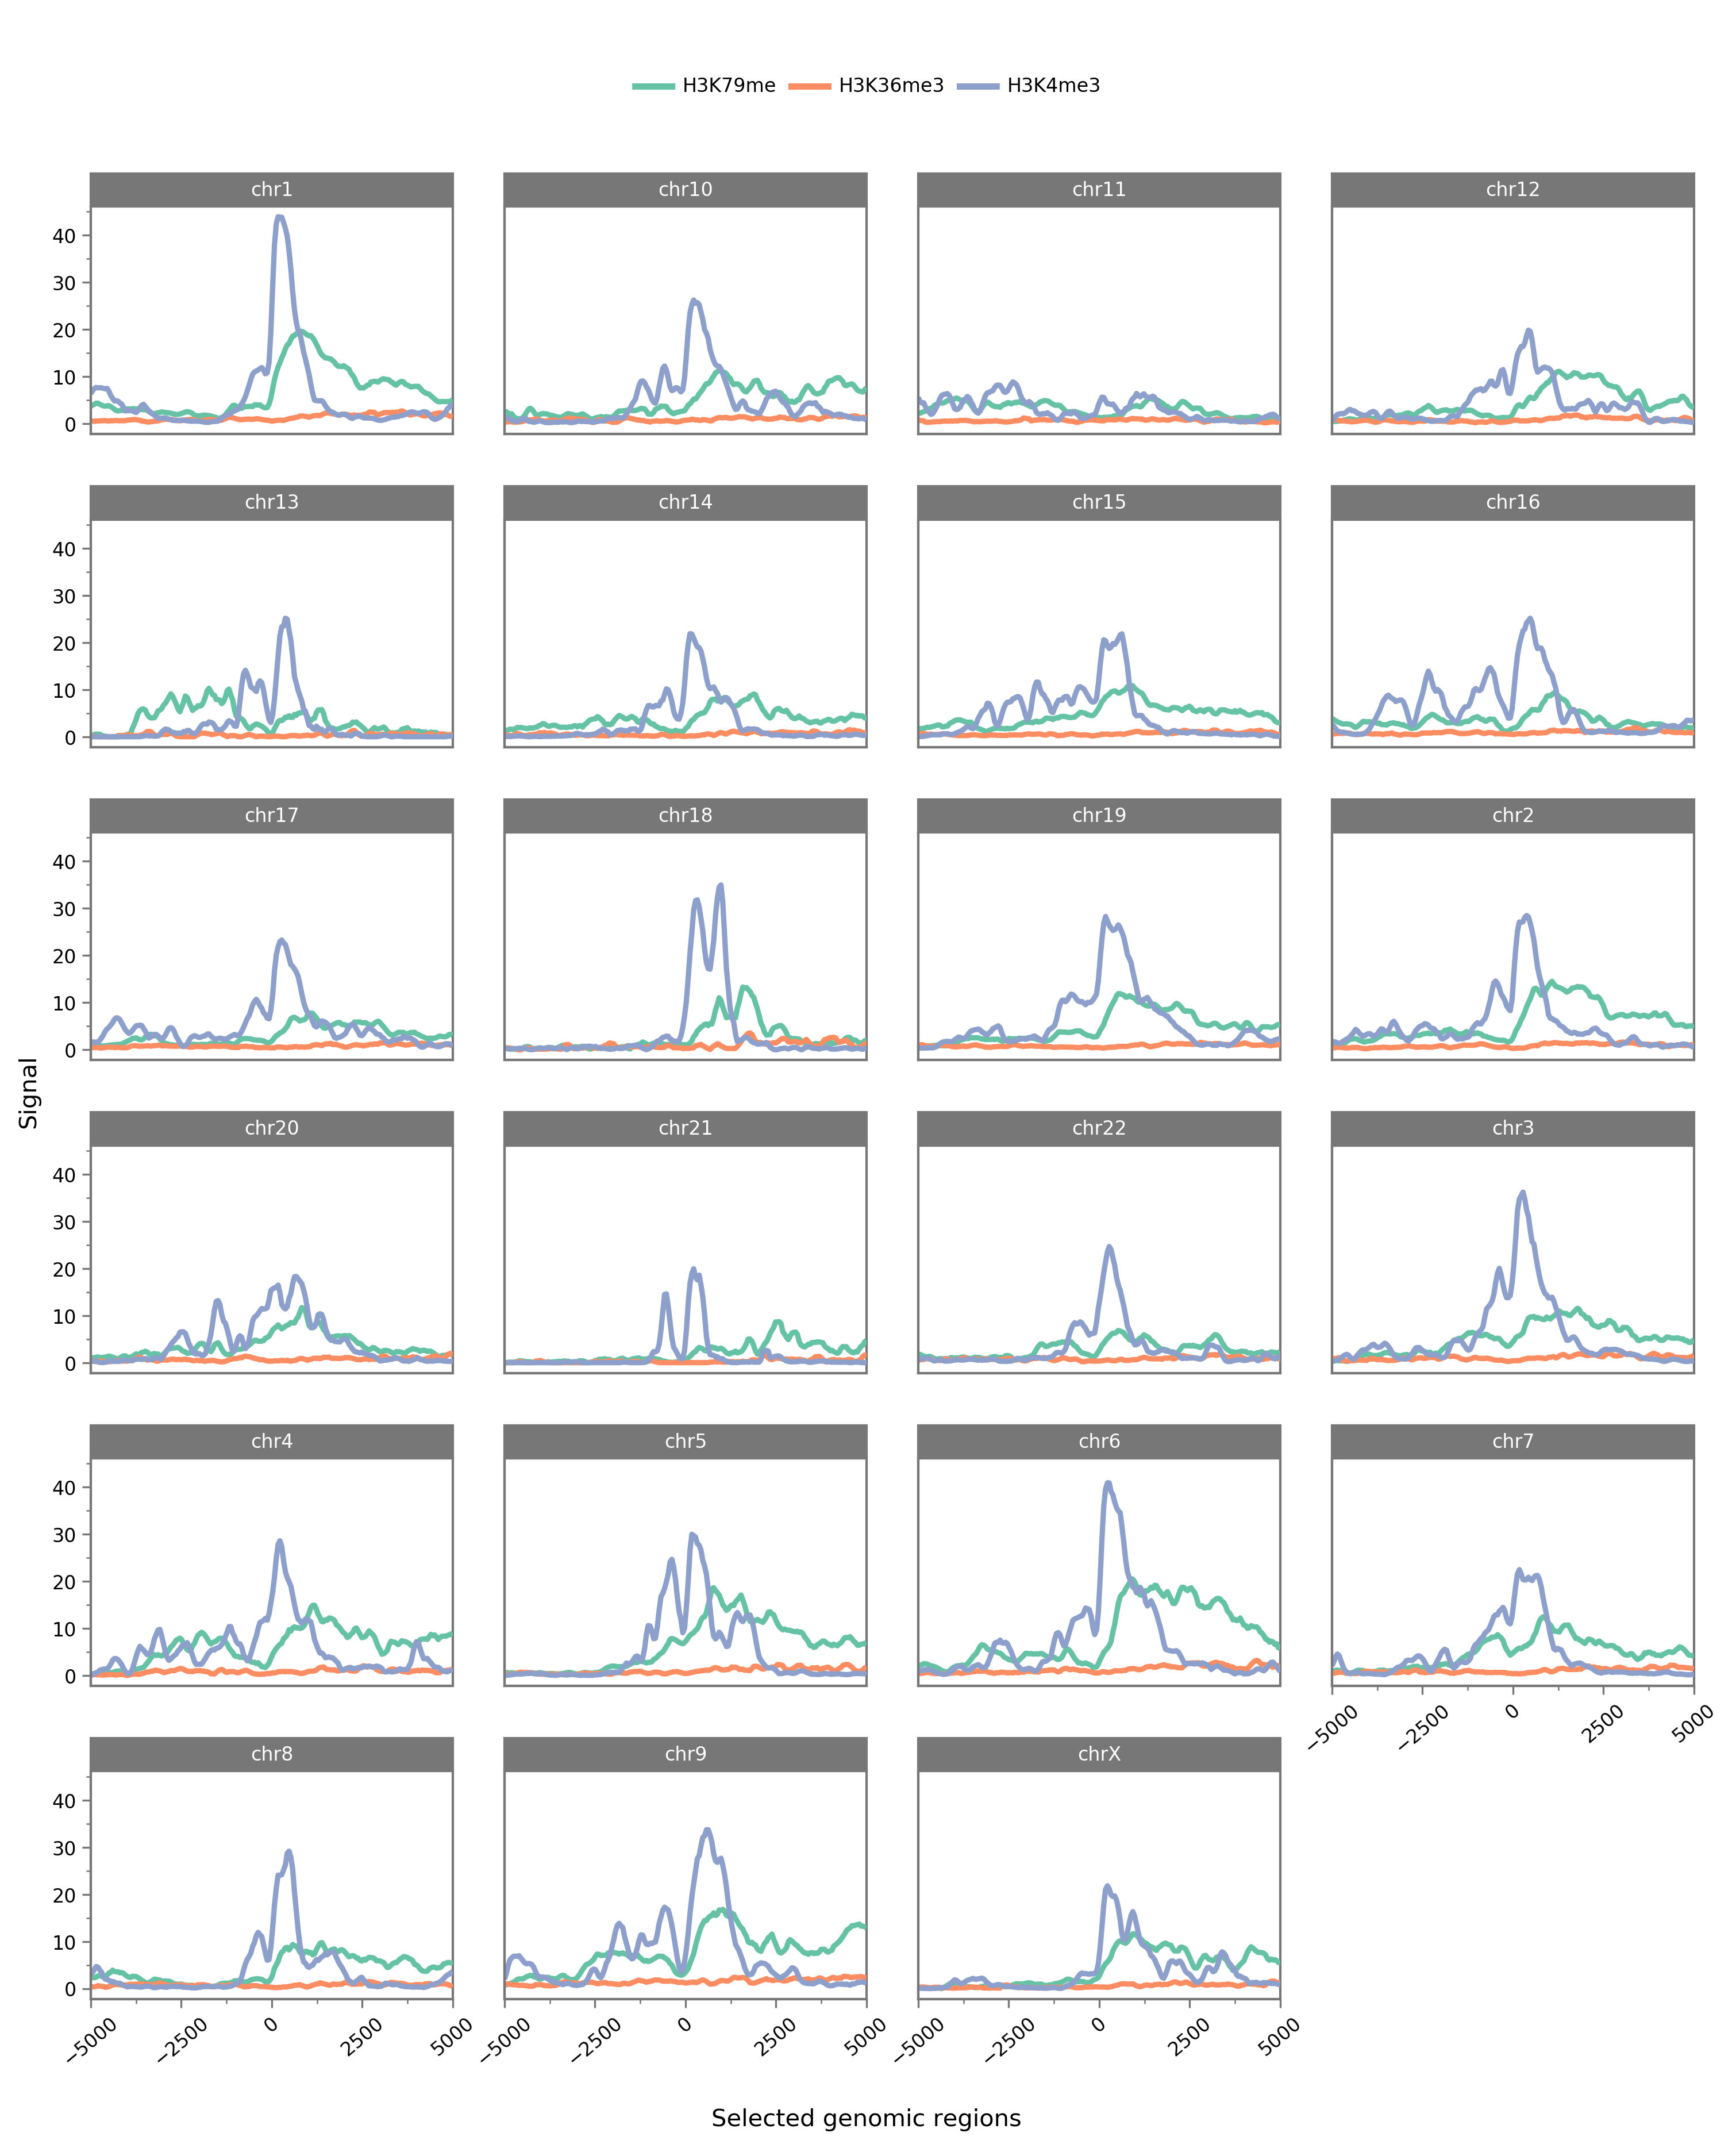 H3K79me H3K36me3 H3K4me3
chr1 chr10 chr11 chr12
40
30
20
10
0
chr13 chr14 chr15 chr16
40
30
20
10
0
chr17 chr18 chr19 chr2
40
30
20
10
0
Signal
chr20 chr21 chr22 chr3
40
30
20
10
0
chr4 chr5 chr6 chr7
40
30
20
10
0
−5000 −2500 0 2500 5000
chr8 chr9 chrX
40
30
20
10
0
−5000 −2500 0 2500 5000 −5000 −2500 0 2500 5000 −5000 −2500 0 2500 5000
Selected genomic regions